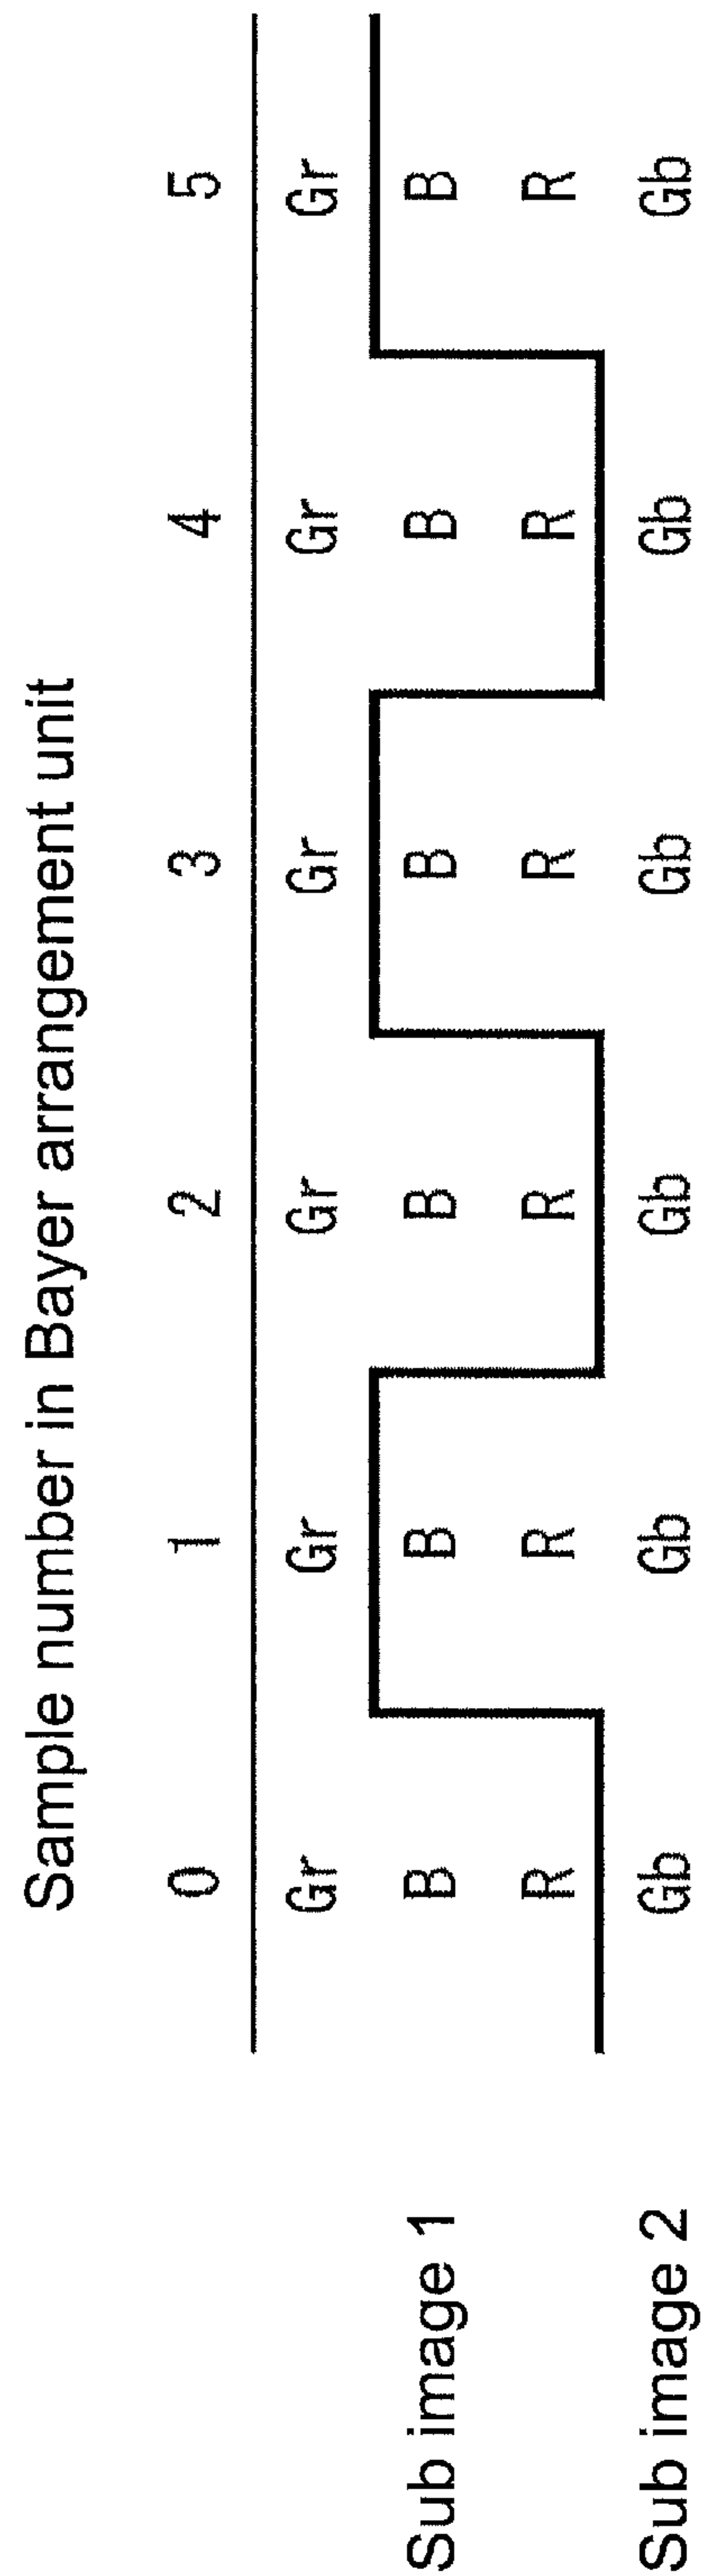 Sample number in Bayer arrangement unit
0 1 2 3 4 5
Gr Gr Gr Gr Gr Gr
Sub image 1 B B B B B B
R R R R R R
Sub image 2 Gb Gb Gb Gb Gb Gb